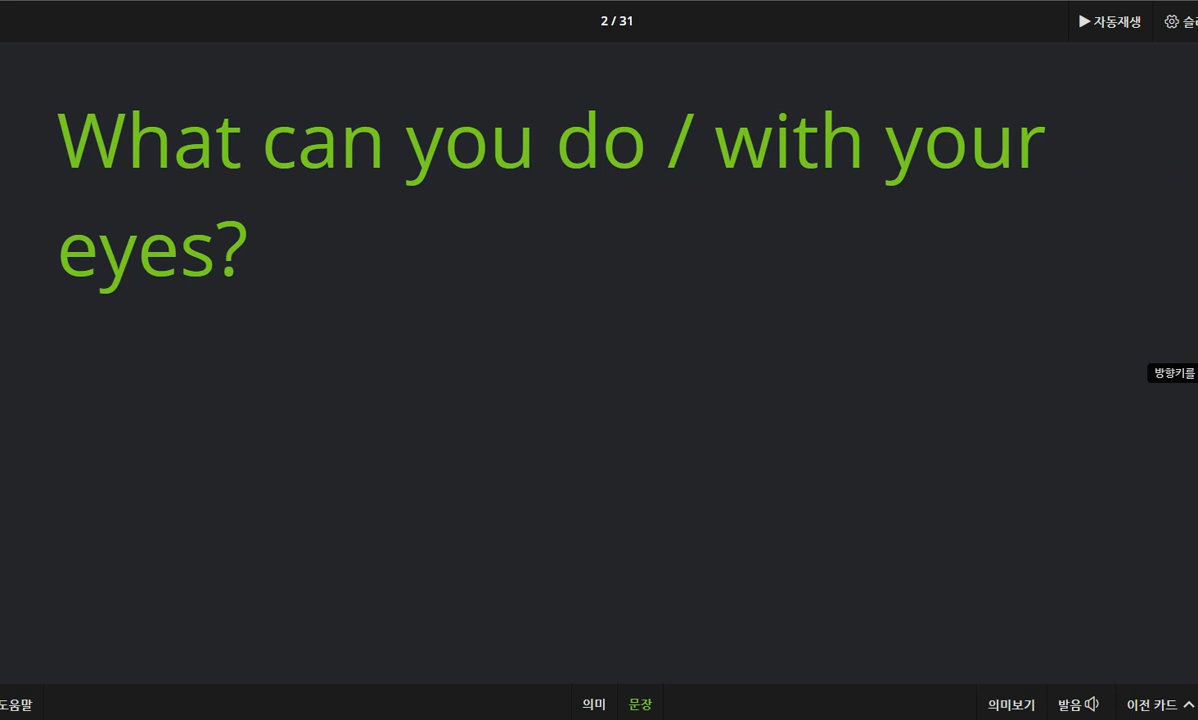 2 / 31
자동재생
What can you do / with your
eyes?
방향키를
도움말
의미
문장
의미보기
발음
이전 카드